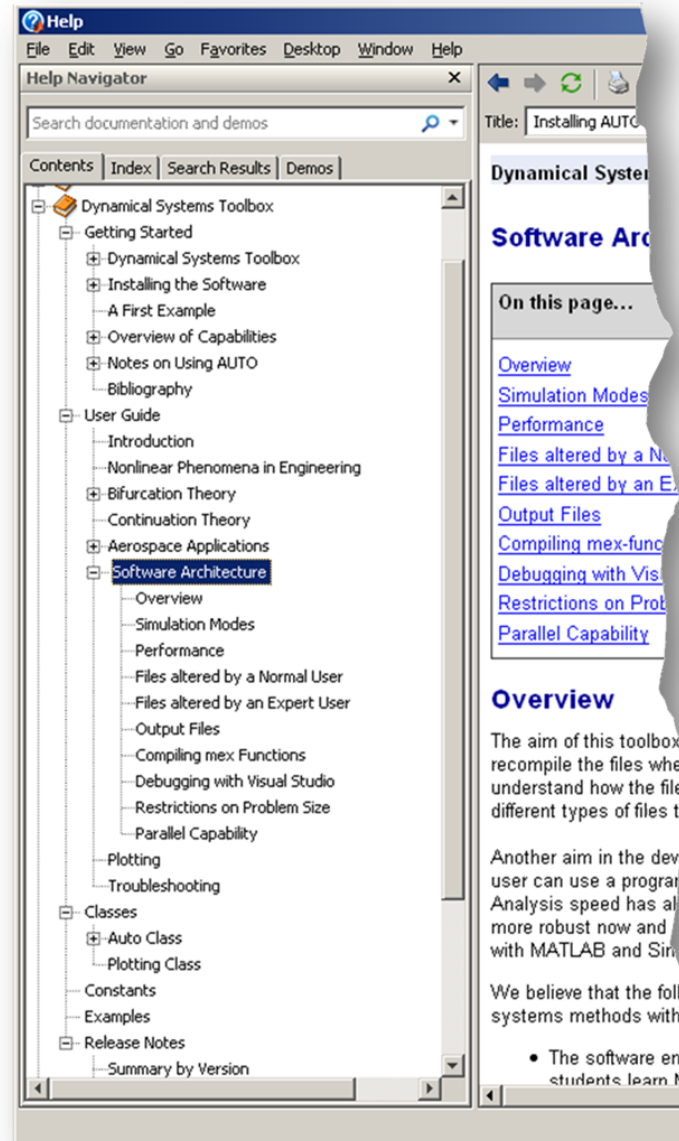 Help
File Edit View Go Favorites Desktop Window Help
Help Navigator
Search documentation and demos
Contents Index Search Results Demos
Dynamical Systems Toolbox
Getting Started
Dynamical Systems Toolbox
Installing the Software
A First Example
Overview of Capabilities
Notes on Using AUTO
Bibliography
User Guide
Introduction
Nonlinear Phenomena in Engineering
Bifurcation Theory
Continuation Theory
Aerospace Applications
Software Architecture
Overview
Simulation Modes
Performance
Files altered by a Normal User
Files altered by an Expert User
Output Files
Compiling mex Functions
Debugging with Visual Studio
Restrictions on Problem Size
Parallel Capability
Plotting
Troubleshooting
Classes
Auto Class
Plotting Class
Constants
Examples
Release Notes
Summary by Version
Title: Installing AUTO
Dynamical Syste
Software Arc
On this page...
Overview
Simulation Modes
Performance
Files altered by a N
Files altered by an E
Output Files
Compiling mex-func
Debugging with Vis
Restrictions on Prob
Parallel Capability
Overview
The aim of this toolbox
recompile the files whe
understand how the file
different types of files t
Another aim in the dev
user can use a program
Analysis speed has al
more robust now and
with MATLAB and Sim
We believe that the foll
systems methods with
• The software en
students learn M